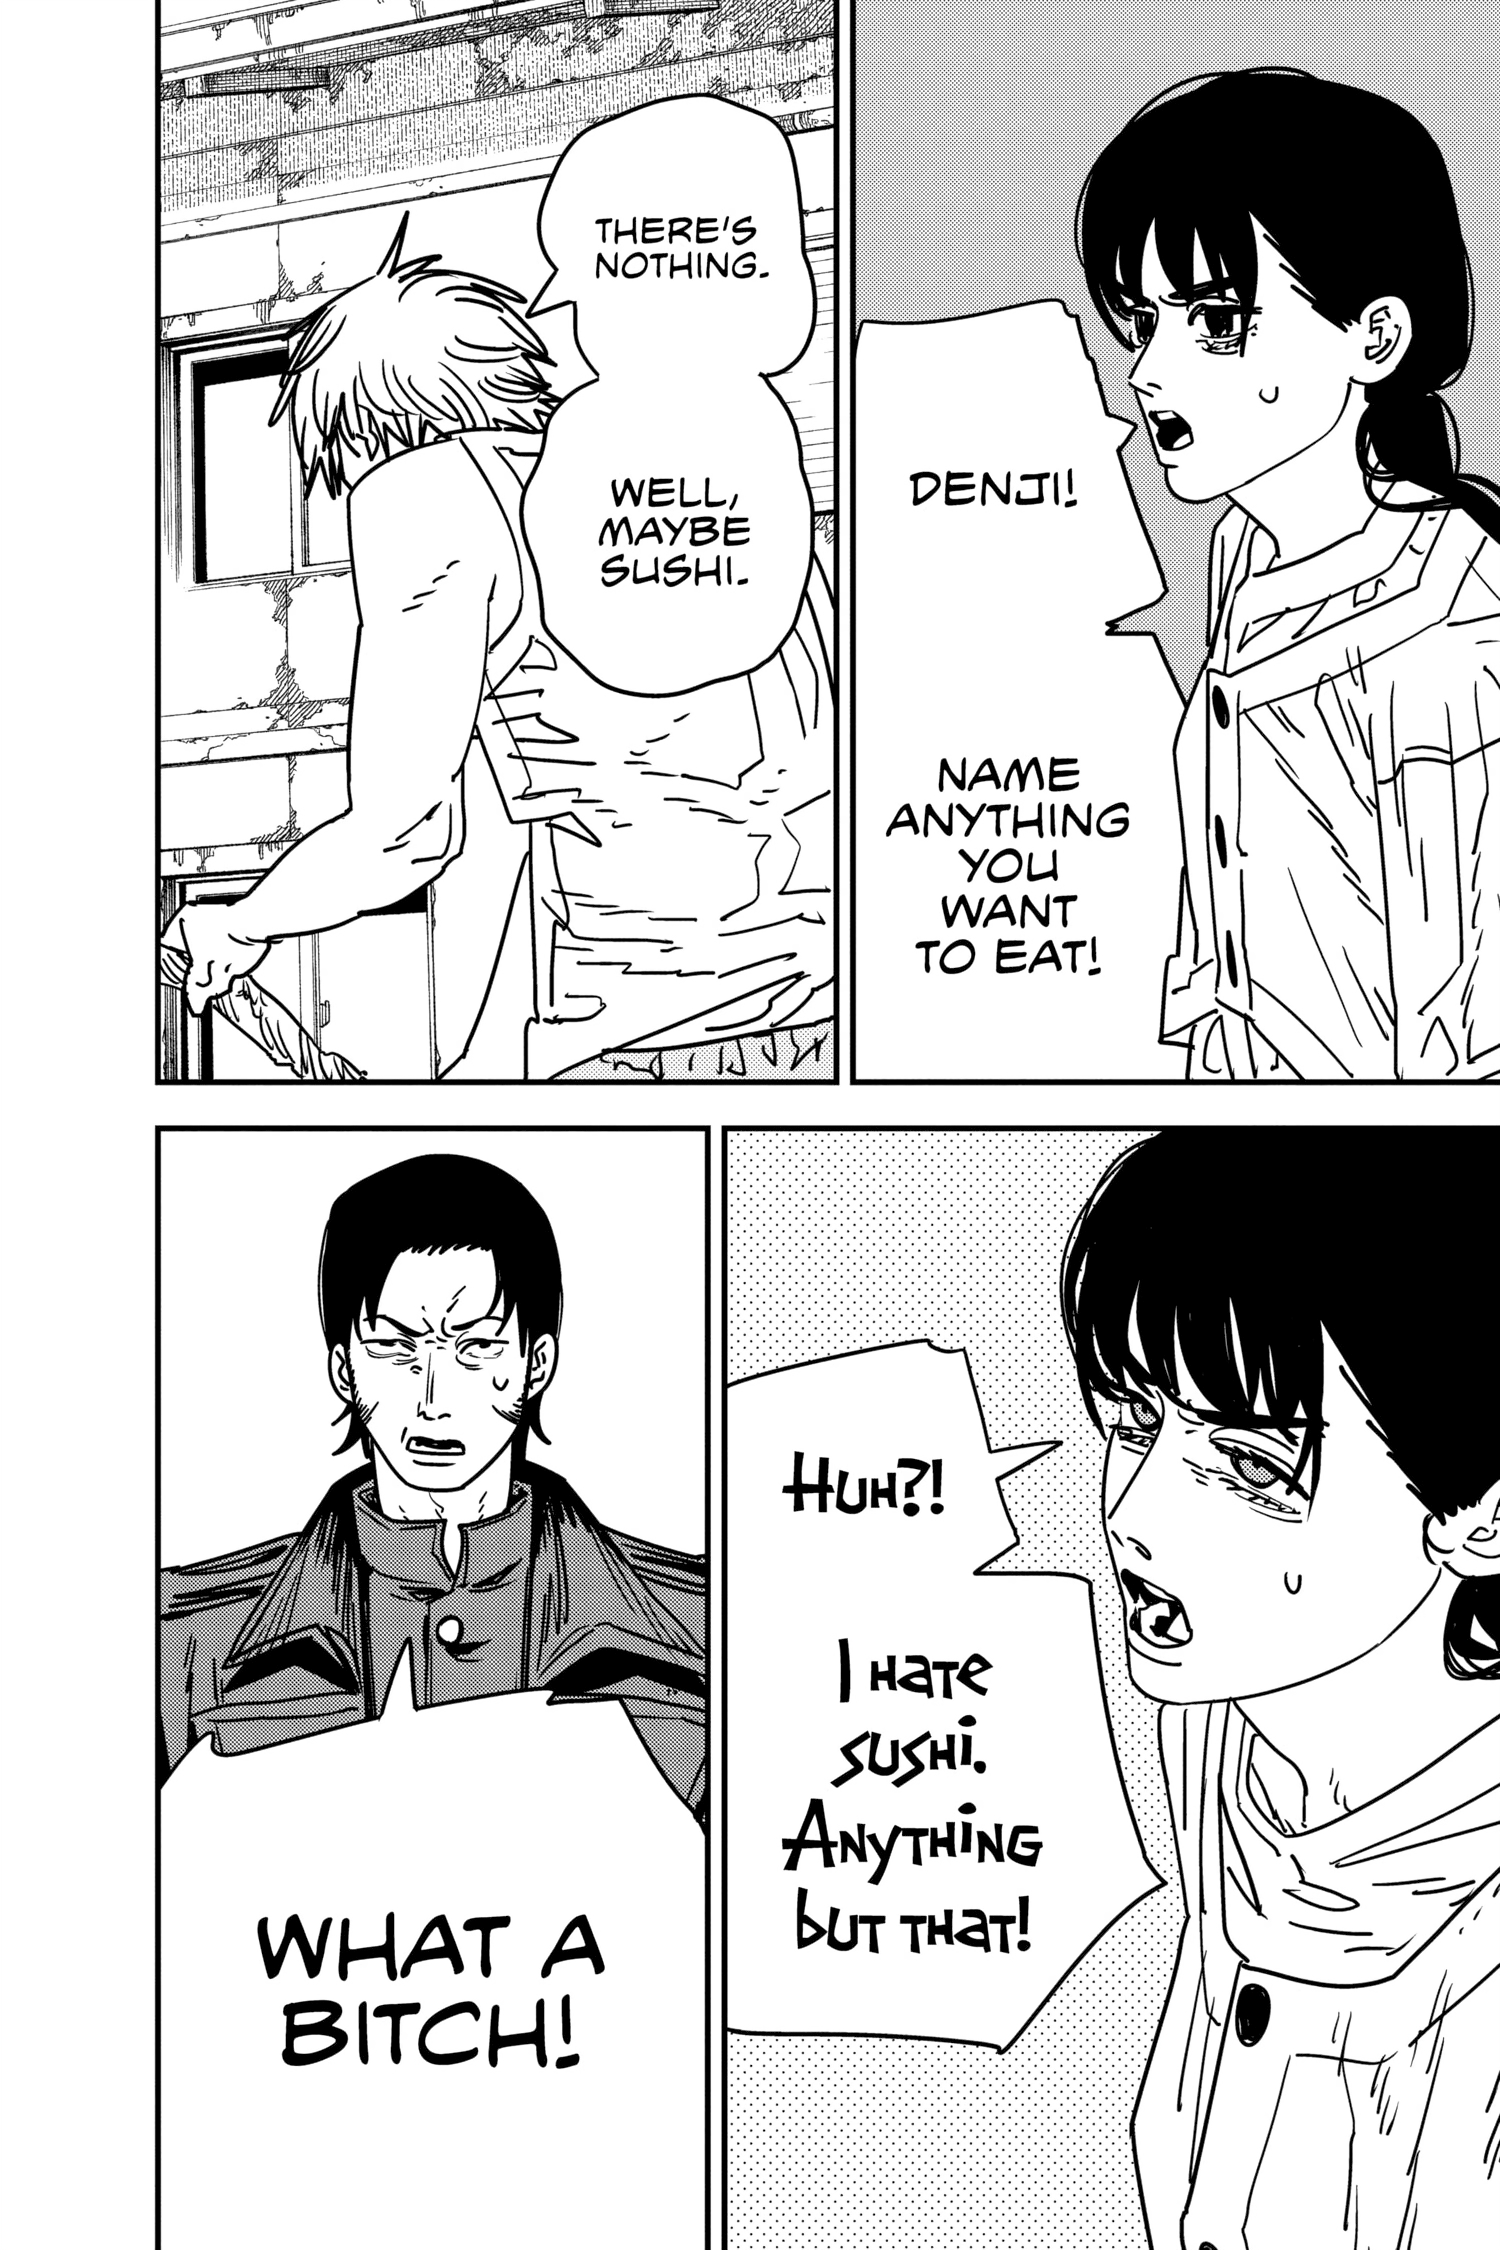 DENJI!
NAME
ANYTHING
YOU
WANT
TO EAT!
THERE'S
NOTHING.
WELL,
MAYBE
SUSHI.
HUH?!
I HATE
SUSHI.
ANYTHING
BUT THAT!
WHAT A
BITCH!